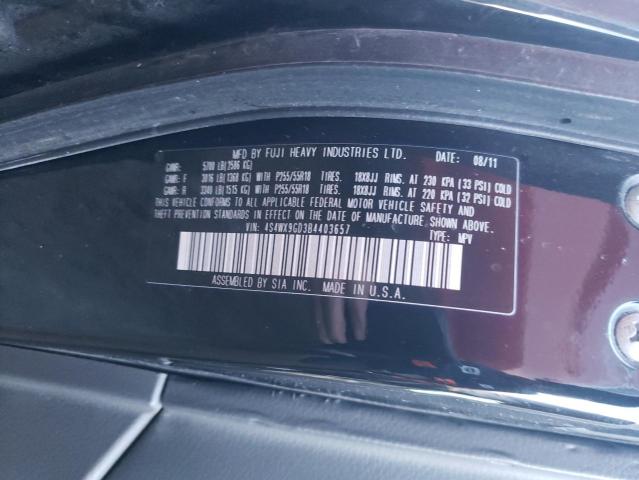 MFD BY FUJI HEAVY INDUSTRIES LTD. DATE: 08/11
GVWR: 5700 LB(2586 KG)
GAWR: F 3016 LB(1368 KG) WITH P255/55R18 TIRES. 18X8JJ RIMS. AT 230 KPA (33 PSI) COLD
GAWR: R 3340 LB(1515 KG) WITH P255/55R18 TIRES. 18X8JJ RIMS. AT 220 KPA (32 PSI) COLD
THIS VEHICLE CONFORMS TO ALL APPLICABLE FEDERAL MOTOR VEHICLE SAFETY AND
THEFT PREVENTION STANDARDS IN EFFECT ON THE DATE OF MANUFACTURE SHOWN ABOVE.
VIN: 4S4WX9GD3B4403657 TYPE: MPV
ASSEMBLED BY SIA INC. MADE IN U.S.A.